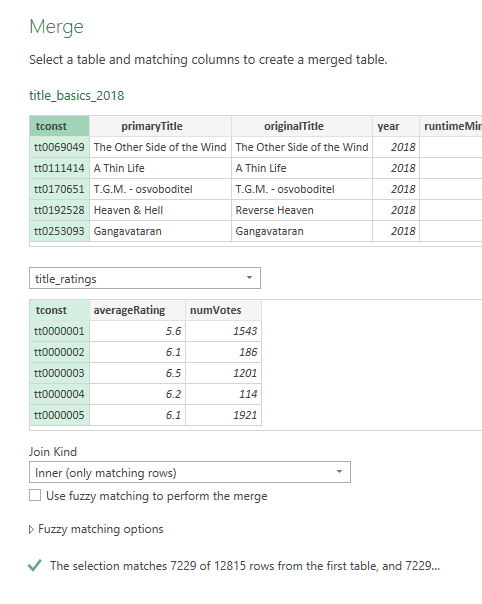 Merge
Select a table and matching columns to create a merged table.
title_basics_2018
tconst primaryTitle originalTitle year runtimeMin
tt0069049 The Other Side of the Wind The Other Side of the Wind 2018
tt0111414 A Thin Life A Thin Life 2018
tt0170651 T.G.M. - osvoboditel T.G.M. - osvoboditel 2018
tt0192528 Heaven & Hell Reverse Heaven 2018
tt0253093 Gangavataran Gangavataran 2018
title_ratings
tconst averageRating numVotes
tt0000001 5.6 1543
tt0000002 6.1 186
tt0000003 6.5 1201
tt0000004 6.2 114
tt0000005 6.1 1921
Join Kind
Inner (only matching rows)
Use fuzzy matching to perform the merge
Fuzzy matching options
The selection matches 7229 of 12815 rows from the first table, and 7229...